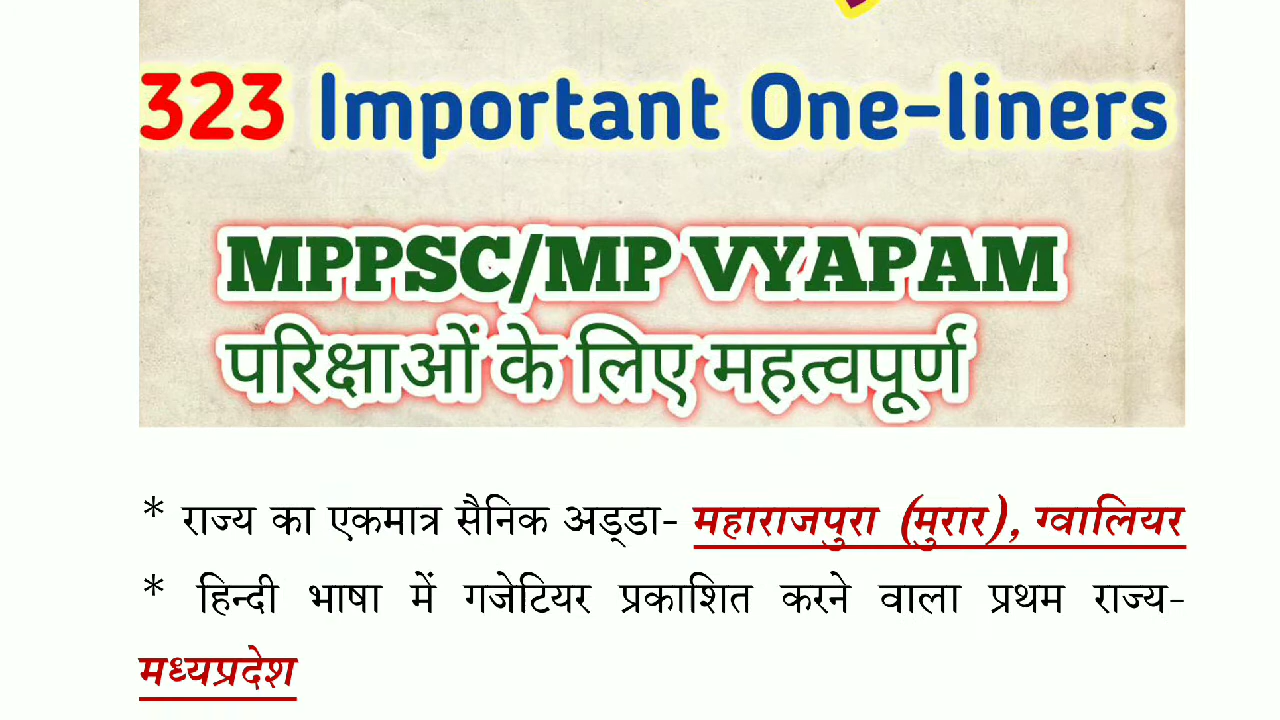 323 Important One-liners
MPPSC/MP VYAPAM
परिक्षाओं के लिए महत्वपूर्ण
* राज्य का एकमात्र सैनिक अड्डा- महाराजपुरा (मुरार), ग्वालियर
* हिन्दी भाषा में गजेटियर प्रकाशित करने वाला प्रथम राज्य-
मध्यप्रदेश